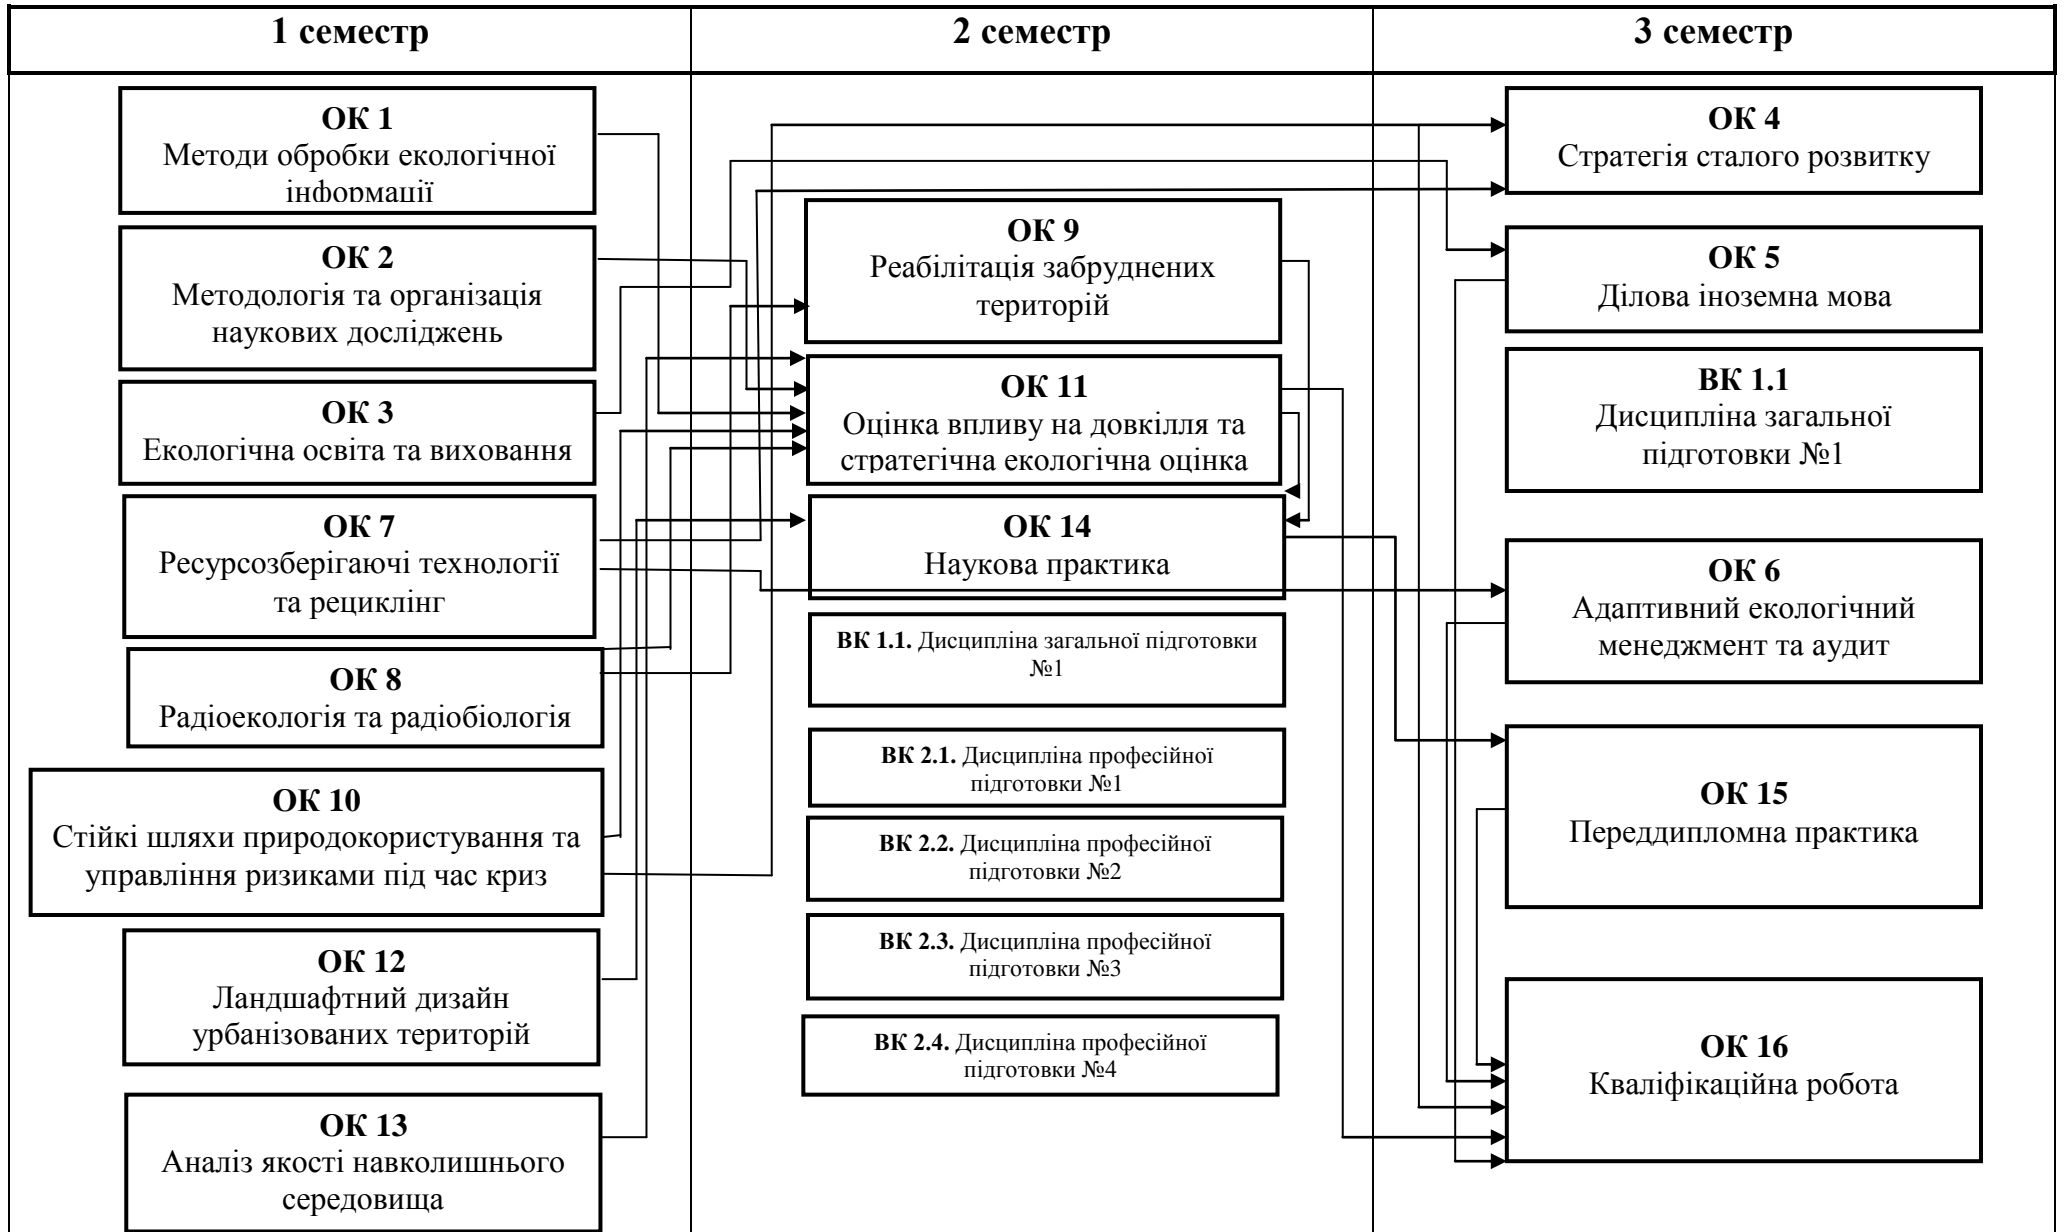 1 семестр
2 семестр
3 семестр
ОК 1
Методи обробки екологічної
інформації
ОК 2
Методологія та організація
наукових досліджень
ОК 3
Екологічна освіта та виховання
ОК 7
Ресурсозберігаючі технології
та рециклінг
ОК 8
Радіоекологія та радіобіологія
ОК 10
Стійкі шляхи природокористування та
управління ризиками під час криз
ОК 12
Ландшафтний дизайн
урбанізованих територій
ОК 13
Аналіз якості навколишнього
середовища
ОК 9
Реабілітація забруднених
територій
ОК 11
Оцінка впливу на довкілля та
стратегічна екологічна оцінка
ОК 14
Наукова практика
ВК 1.1. Дисципліна загальної підготовки
№1
ВК 2.1. Дисципліна професійної
підготовки №1
ВК 2.2. Дисципліна професійної
підготовки №2
ВК 2.3. Дисципліна професійної
підготовки №3
ВК 2.4. Дисципліна професійної
підготовки №4
ОК 4
Стратегія сталого розвитку
ОК 5
Ділова іноземна мова
ВК 1.1
Дисципліна загальної
підготовки №1
ОК 6
Адаптивний екологічний
менеджмент та аудит
ОК 15
Переддипломна практика
ОК 16
Кваліфікаційна робота